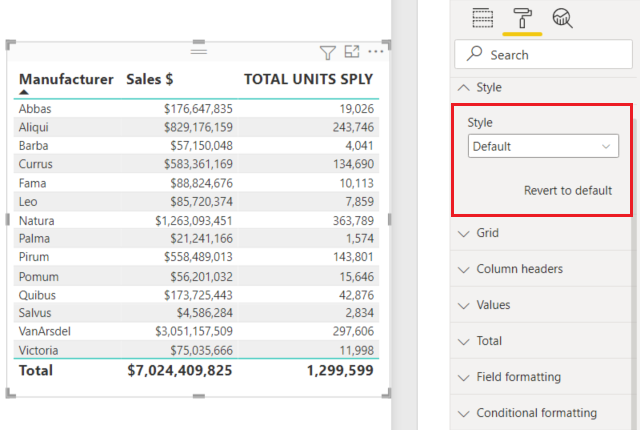 Manufacturer Sales $ TOTAL UNITS SPLY
Abbas $176,647,835 19,026
Aliqui $829,176,159 243,746
Barba $57,150,048 4,041
Currus $583,361,169 134,690
Fama $88,824,676 10,113
Leo $85,720,374 7,859
Natura $1,263,093,451 363,789
Palma $21,241,166 1,574
Pirum $558,489,013 143,801
Pomum $56,201,032 15,646
Quibus $173,725,443 42,876
Salvus $4,586,284 2,834
VanArsdel $3,051,157,509 297,606
Victoria $75,035,666 11,998
Total $7,024,409,825 1,299,599
Search
Style
Style
Default
Revert to default
Grid
Column headers
Values
Total
Field formatting
Conditional formatting